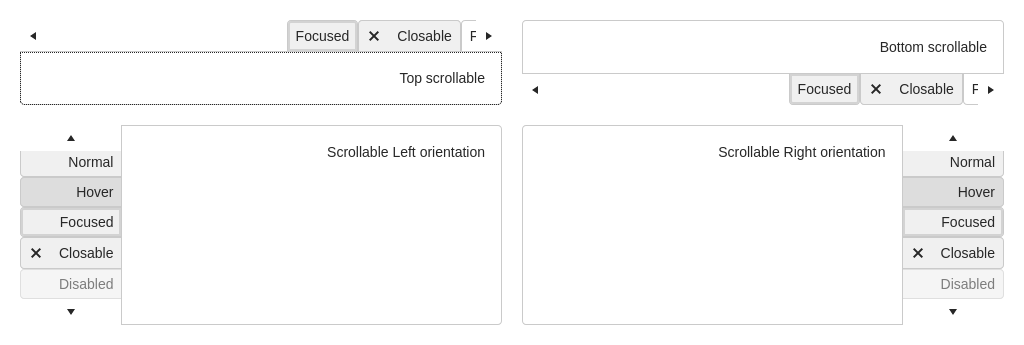 Focused
Closable
Top scrollable
Bottom scrollable
Focused
Closable
Scrollable Left orientation
Normal
Hover
Focused
Closable
Disabled
Scrollable Right orientation
Normal
Hover
Focused
Closable
Disabled